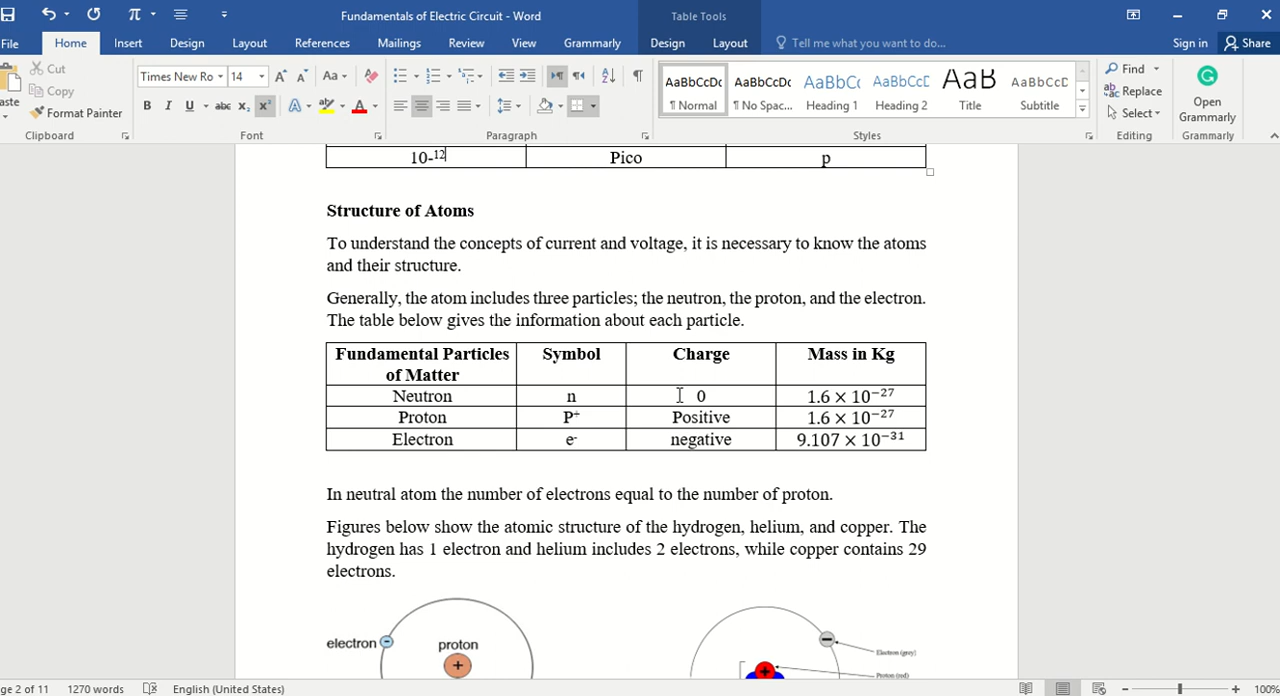 Fundamentals of Electric Circuit - Word
Table Tools
File Home Insert Design Layout References Mailings Review View Grammarly Design Layout Tell me what you want to do... Sign in Share
Cut
Copy
Format Painter
aste
Times New Ro 14
Find
Replace
Select
Open
Grammarly
AaBbCcDc AaBbCcDc AaBbCc AaBbCcD AaB AaBbCcD
¶ Normal ¶ No Spac... Heading 1 Heading 2 Title Subtitle
Clipboard Font Paragraph Styles Editing Grammarly
10-¹² Pico p
Structure of Atoms
To understand the concepts of current and voltage, it is necessary to know the atoms
and their structure.
Generally, the atom includes three particles; the neutron, the proton, and the electron.
The table below gives the information about each particle.
Fundamental Particles Symbol Charge Mass in Kg
of Matter
Neutron n 0 1.6 × 10⁻²⁷
Proton P⁺ Positive 1.6 × 10⁻²⁷
Electron e⁻ negative 9.107 × 10⁻³¹
In neutral atom the number of electrons equal to the number of proton.
Figures below show the atomic structure of the hydrogen, helium, and copper. The
hydrogen has 1 electron and helium includes 2 electrons, while copper contains 29
electrons.
electron
proton
Electron (grey)
Proton (red)
ge 2 of 11 1270 words English (United States) 100%